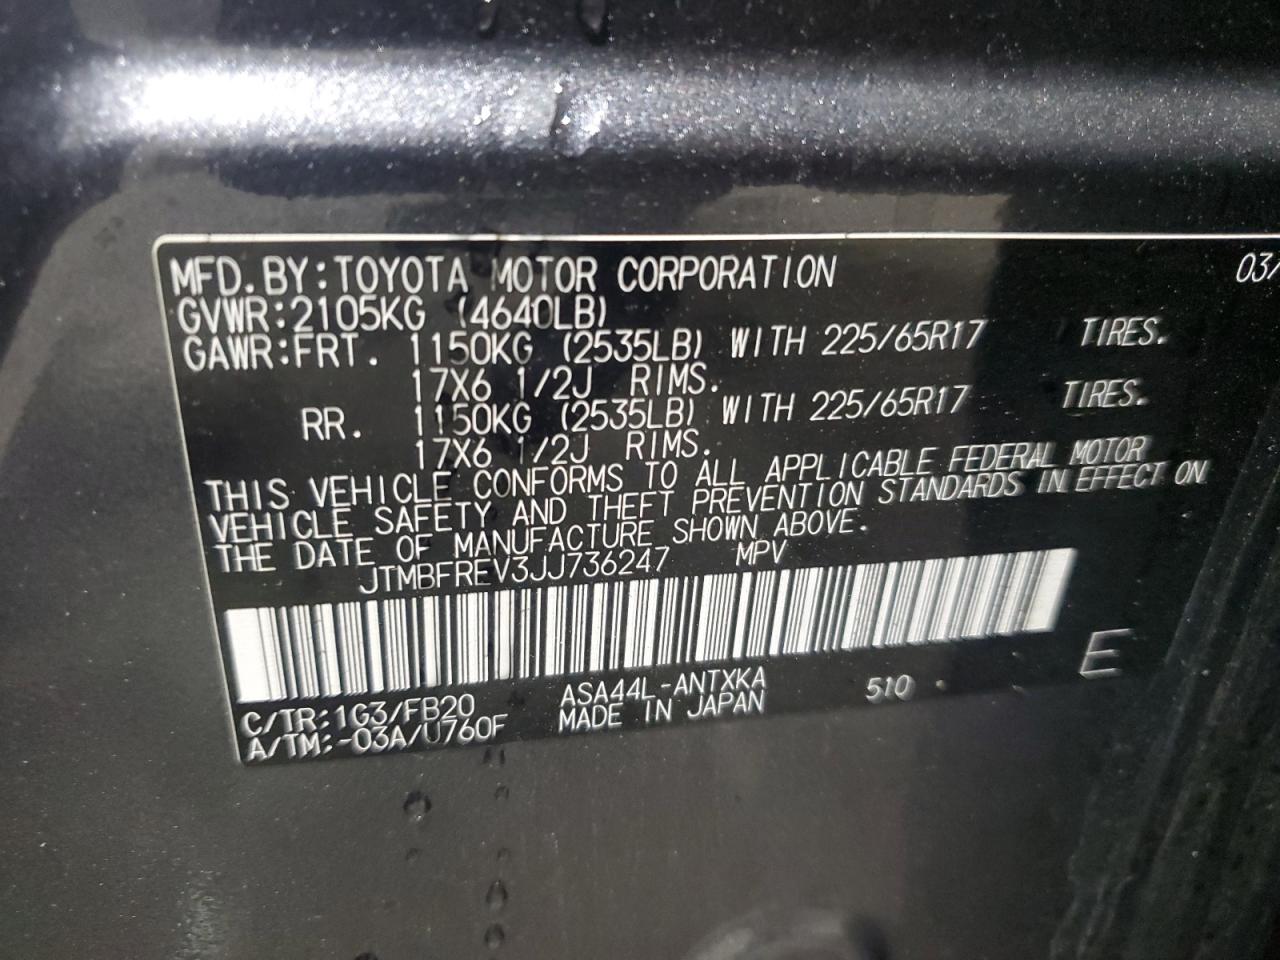 MFD.BY:TOYOTA MOTOR CORPORATION 03/
GVWR:2105KG (4640LB)
GAWR:FRT. 1150KG (2535LB) WITH 225/65R17 TIRES.
17X6 1/2J RIMS.
RR. 1150KG (2535LB) WITH 225/65R17 TIRES.
17X6 1/2J RIMS.
THIS VEHICLE CONFORMS TO ALL APPLICABLE FEDERAL MOTOR
VEHICLE SAFETY AND THEFT PREVENTION STANDARDS IN EFFECT ON
THE DATE OF MANUFACTURE SHOWN ABOVE.
JTMBFREV3JJ736247 MPV
E
C/TR:1G3/FB20 ASA44L-ANTXKA 510
A/TM:-03A/U760F MADE IN JAPAN